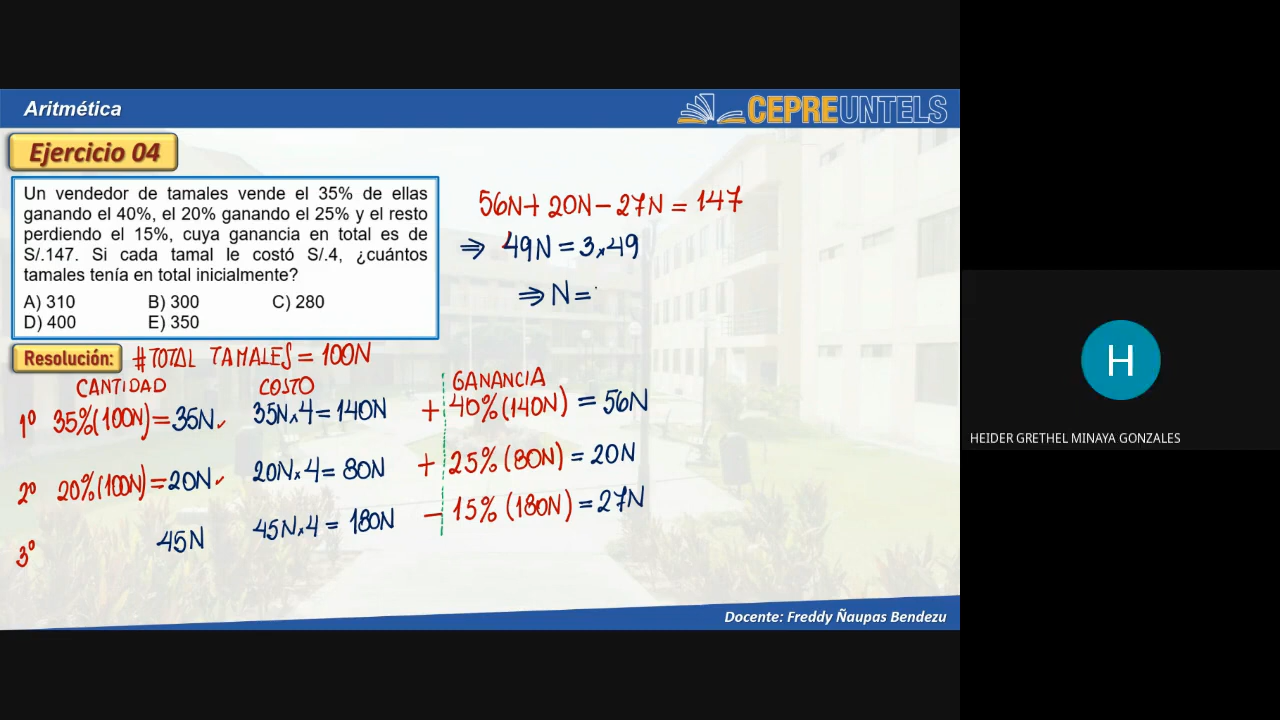 Aritmética
CEPREUNTELS
Ejercicio 04
Un vendedor de tamales vende el 35% de ellas
ganando el 40%, el 20% ganando el 25% y el resto
perdiendo el 15%, cuya ganancia en total es de
S/.147. Si cada tamal le costó S/.4, ¿cuántos
tamales tenía en total inicialmente?
A) 310 B) 300 C) 280
D) 400 E) 350
56N+ 20N - 27N = 147
⇒ 49N = 3×49
⇒ N =
Resolución: # TOTAL TAMALES = 100N
CANTIDAD COSTO GANANCIA
1º 35%(100N)=35N✓ 35N×4=140N + 40%(140N) = 56N
2º 20%(100N)=20N✓ 20N×4=80N + 25%(80N) = 20N
3º 45N 45N×4 = 180N - 15%(180N) = 27N
Docente: Freddy Ñaupas Bendezu
H
HEIDER GRETHEL MINAYA GONZALES